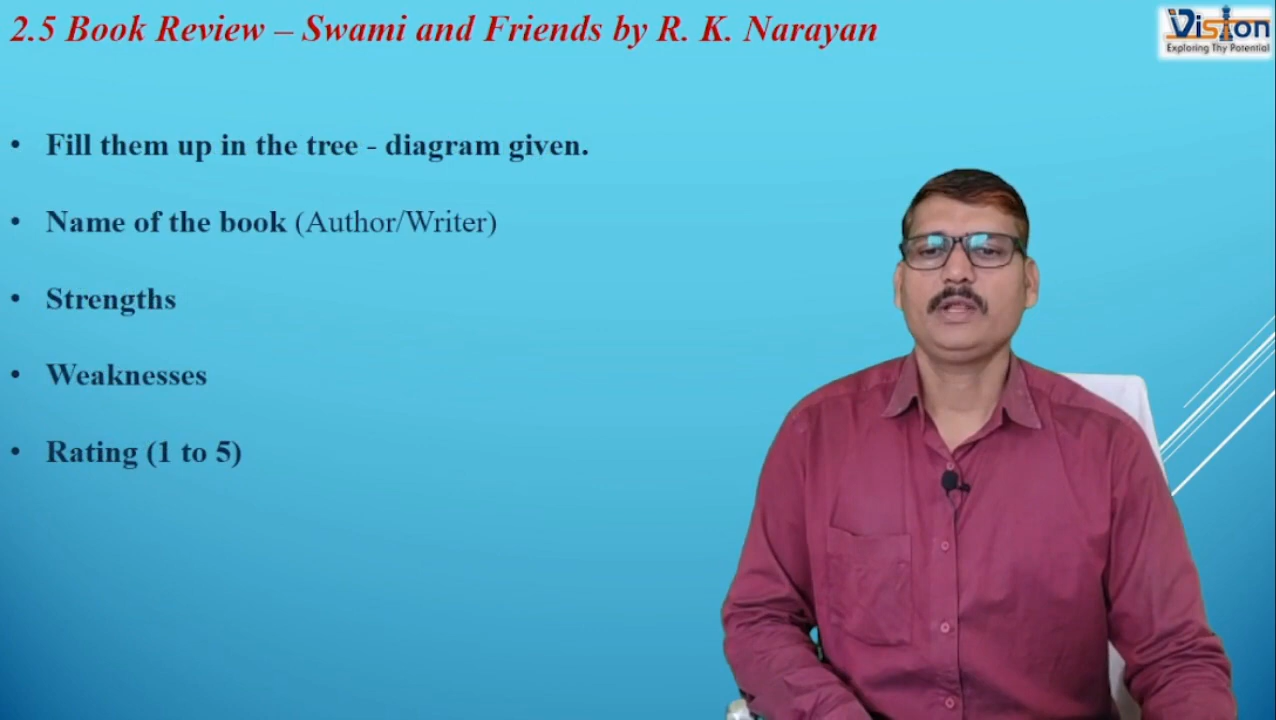 2.5 Book Review – Swami and Friends by R. K. Narayan
Vision
Exploring Thy Potential
• Fill them up in the tree - diagram given.
• Name of the book (Author/Writer)
• Strengths
• Weaknesses
• Rating (1 to 5)